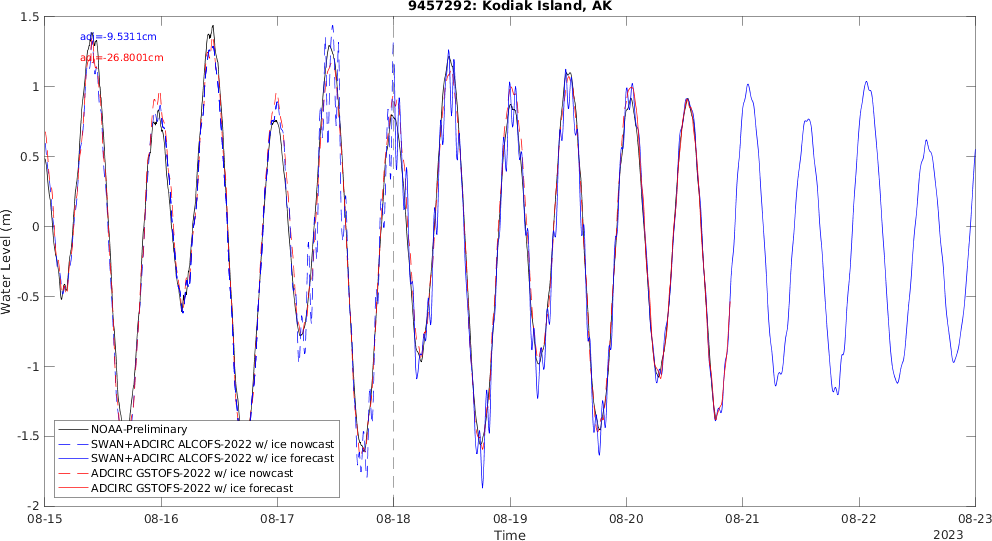 9457292: Kodiak Island, AK
1.5
1
0.5
0
-0.5
-1
-1.5
-2
Water Level (m)
adj=-9.5311cm
adj=-26.8001cm
NOAA-Preliminary
SWAN+ADCIRC ALCOFS-2022 w/ ice nowcast
SWAN+ADCIRC ALCOFS-2022 w/ ice forecast
ADCIRC GSTOFS-2022 w/ ice nowcast
ADCIRC GSTOFS-2022 w/ ice forecast
08-15 08-16 08-17 08-18 08-19 08-20 08-21 08-22 08-23
Time
2023